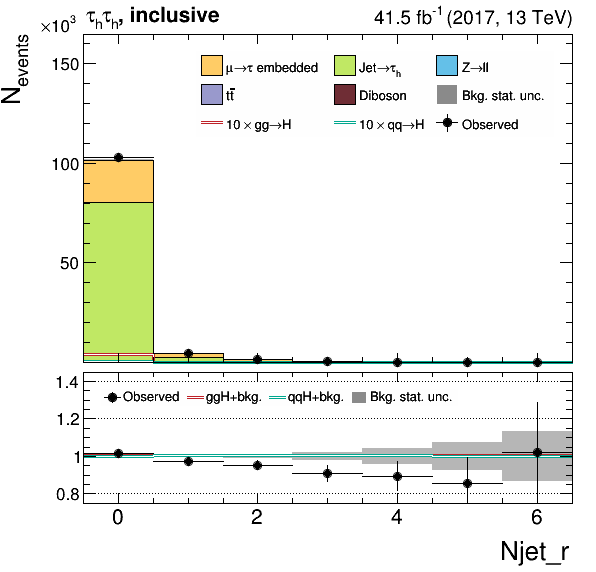 ×10³ τₕτₕ, inclusive 41.5 fb⁻¹ (2017, 13 TeV)
N_events
150
100
50
μ→τ embedded Jet→τₕ Z→ll
tt̄ Diboson Bkg. stat. unc.
10 × gg→H 10 × qq→H Observed
1.4
1.2
1
0.8
Observed ggH+bkg. qqH+bkg. Bkg. stat. unc.
0 2 4 6
Njet_r